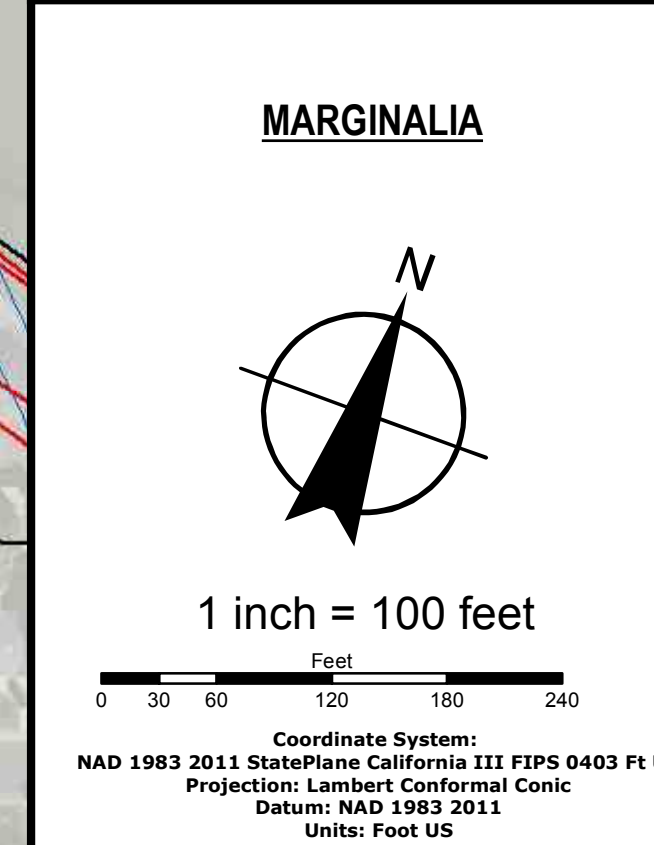 MARGINALIA
N
1 inch = 100 feet
Feet
0 30 60 120 180 240
Coordinate System:
NAD 1983 2011 StatePlane California III FIPS 0403 Ft
Projection: Lambert Conformal Conic
Datum: NAD 1983 2011
Units: Foot US